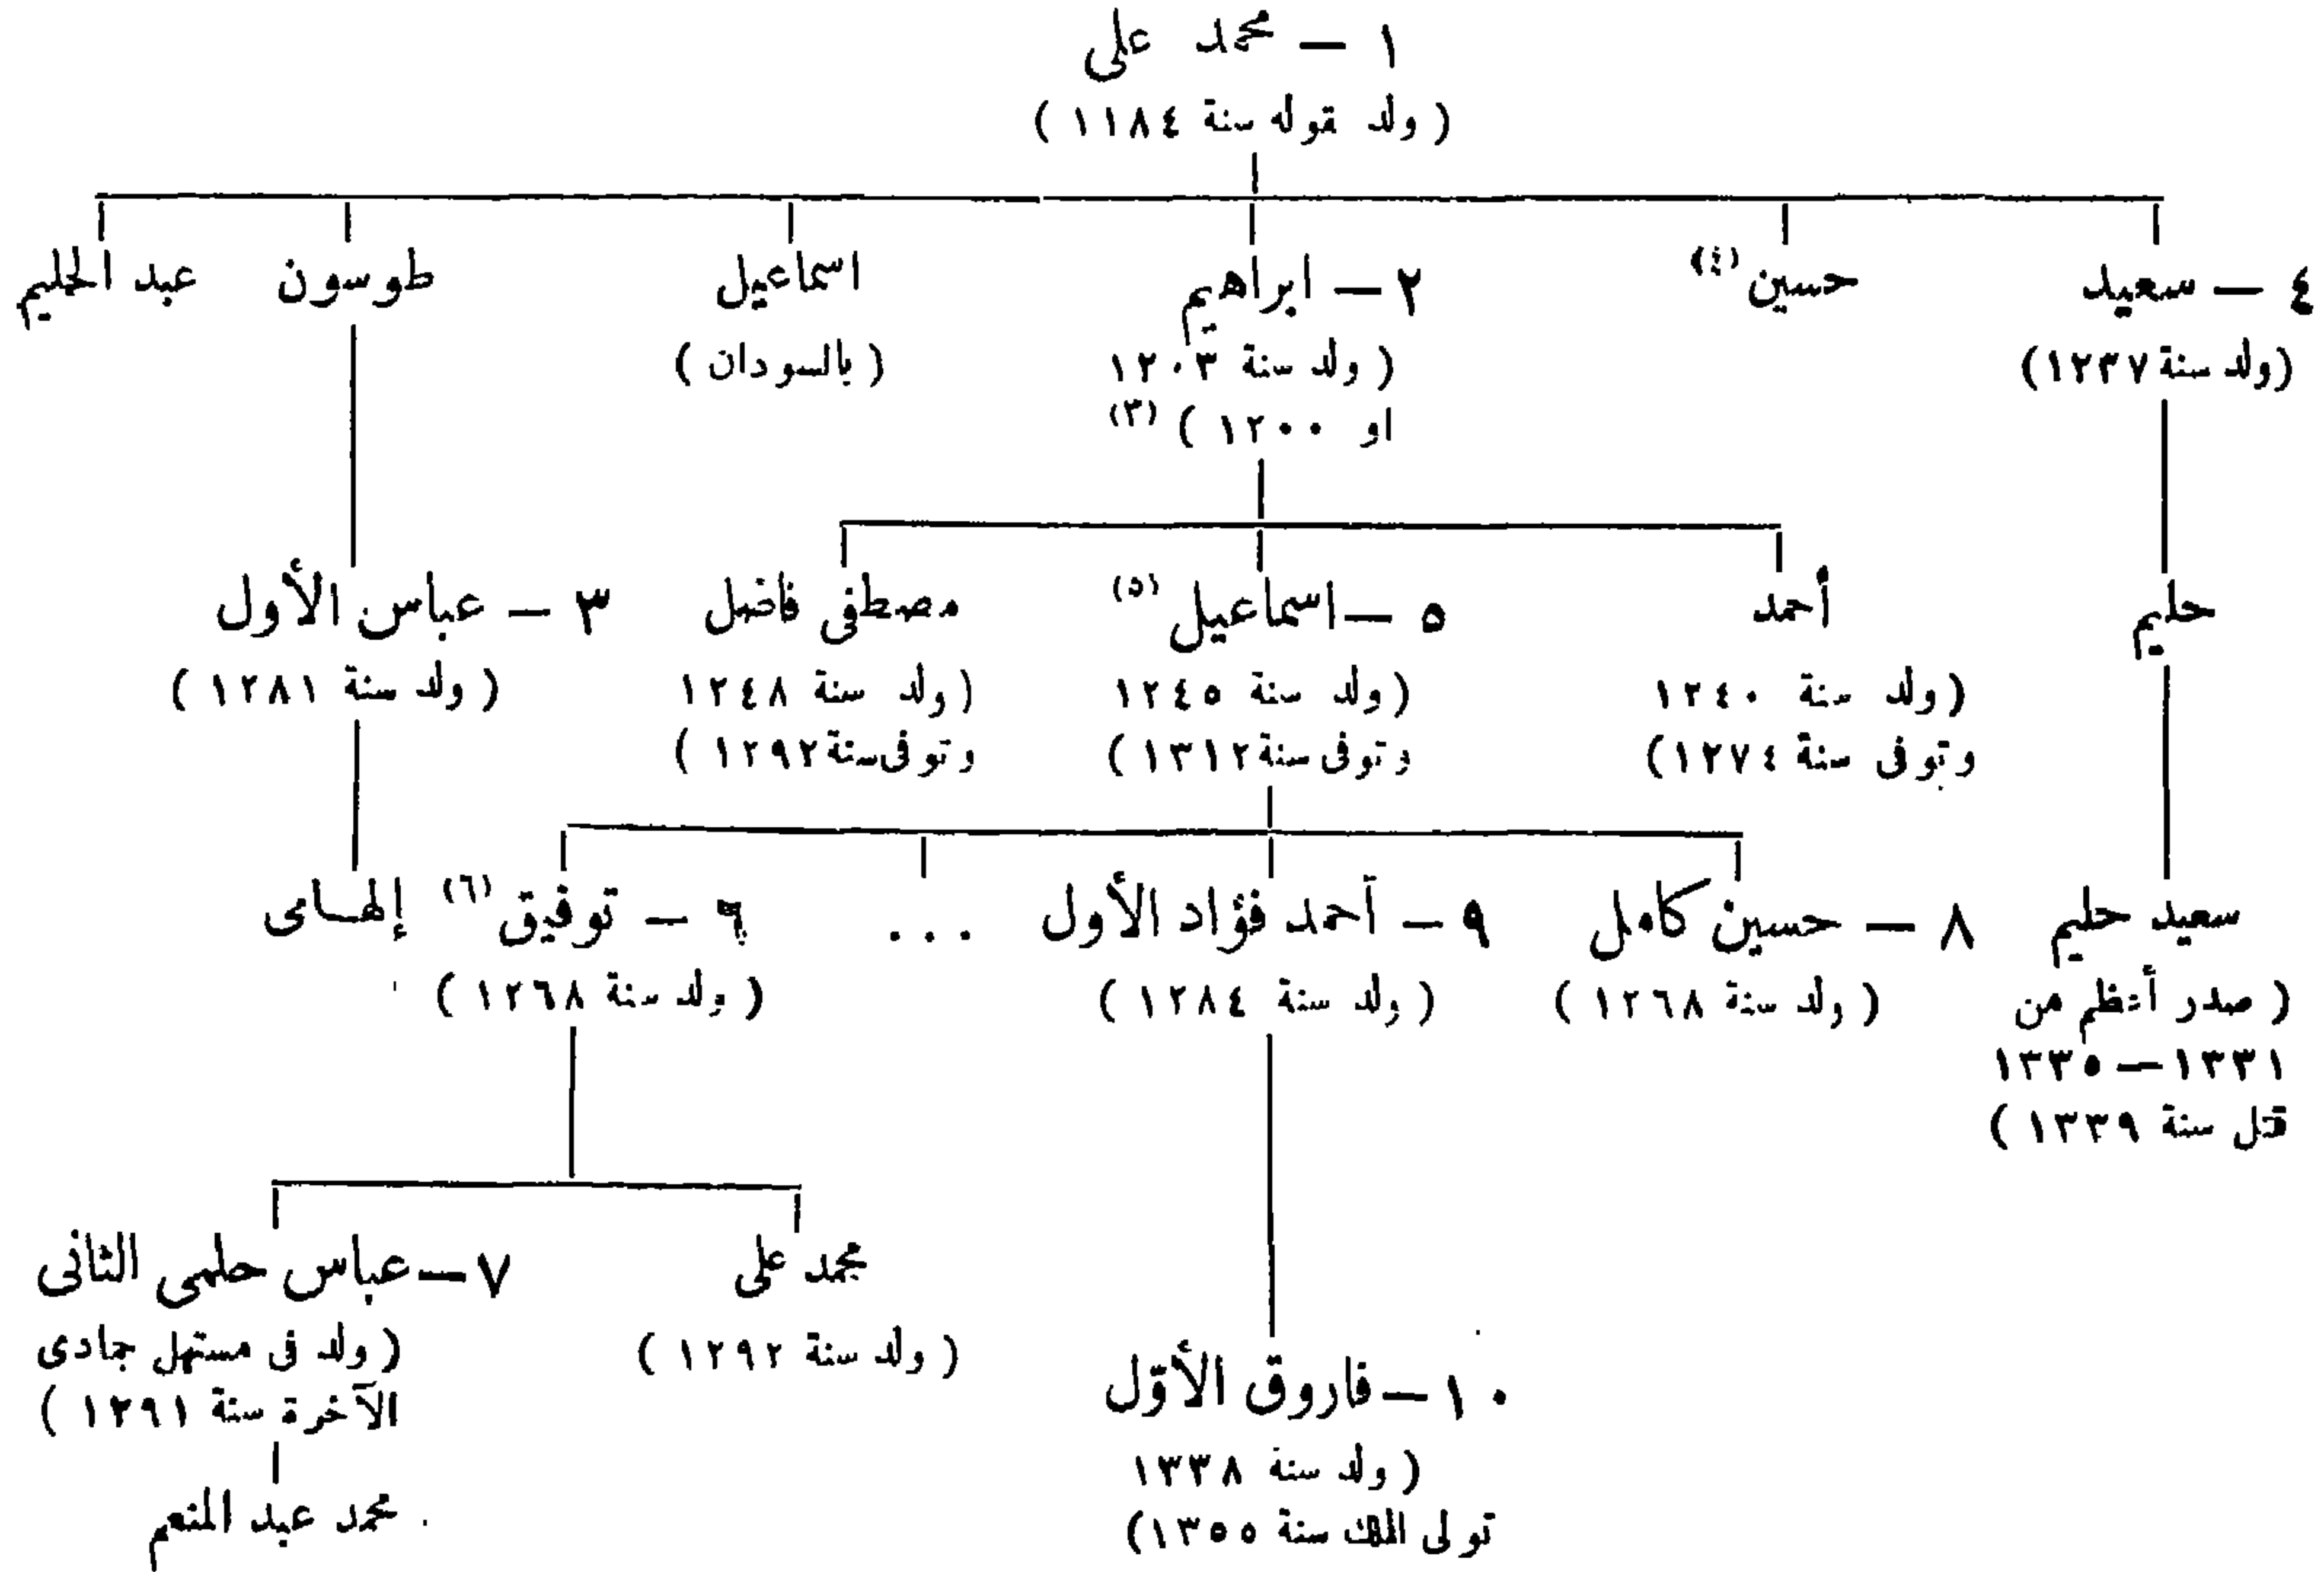 ١ — محمد على
( ولد قوله سنة ١١٨٤ )
٤ — سعيد
(ولد سنة ١٢٣٧)
حسين (٤)
٢ — ابراهيم
( ولد سنة ١٢٠٣
او ١٢٠٠ ) (٣)
اسماعيل
( بالسودان )
طوسون
عبد الحليم
حليم
أحمد
(ولد سنة ١٢٤٠
وتوفى سنة ١٢٧٤)
٥ — اسماعيل (٥)
(ولد سنة ١٢٤٥
وتوفى سنة ١٣١٢)
مصطفى فاضل
(ولد سنة ١٢٤٨
وتوفى سنة ١٢٩٢ )
٣ — عباس الأول
( ولد سنة ١٢٨١ )
سعيد حليم
( صدر أعظم من
١٣٣١ — ١٣٣٥
قتل سنة ١٣٣٩ )
٨ — حسين كامل
( ولد سنة ١٢٦٨ )
٩ — أحمد فؤاد الأول
( ولد سنة ١٢٨٤ )
...
٦ — توفيق (٦)
( ولد سنة ١٢٦٨ )
إلهامى
محمد على
( ولد سنة ١٢٩٢ )
٧ — عباس حلمى الثانى
( ولد فى مستهل جمادى
الآخرة سنة ١٢٩١ )
محمد عبد المنعم
١٠ — فاروق الأوّل
( ولد سنة ١٣٣٨
تولى الملك سنة ١٣٥٥)